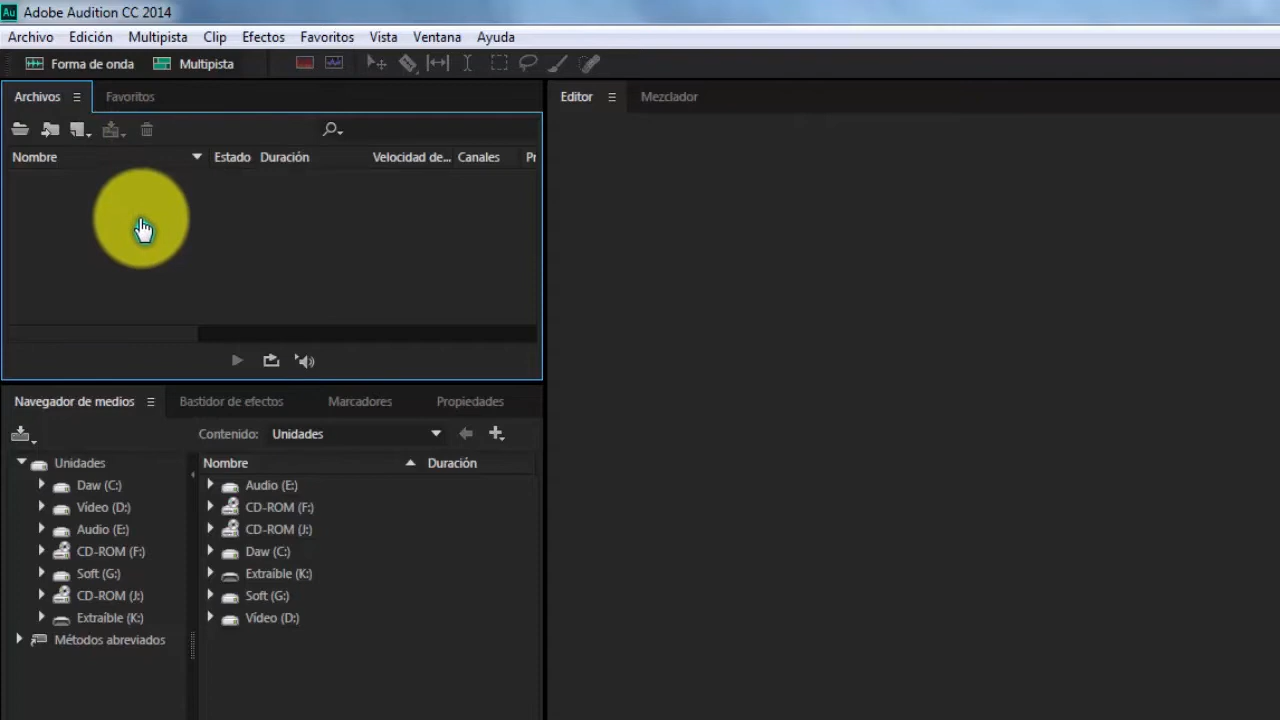 Au Adobe Audition CC 2014
Archivo Edición Multipista Clip Efectos Favoritos Vista Ventana Ayuda
Forma de onda Multipista
Archivos Favoritos
Nombre Estado Duración Velocidad de... Canales Pr
Editor Mezclador
Navegador de medios Bastidor de efectos Marcadores Propiedades
Contenido: Unidades
Unidades
Daw (C:)
Vídeo (D:)
Audio (E:)
CD-ROM (F:)
Soft (G:)
CD-ROM (J:)
Extraíble (K:)
Métodos abreviados
Nombre Duración
Audio (E:)
CD-ROM (F:)
CD-ROM (J:)
Daw (C:)
Extraíble (K:)
Soft (G:)
Vídeo (D:)